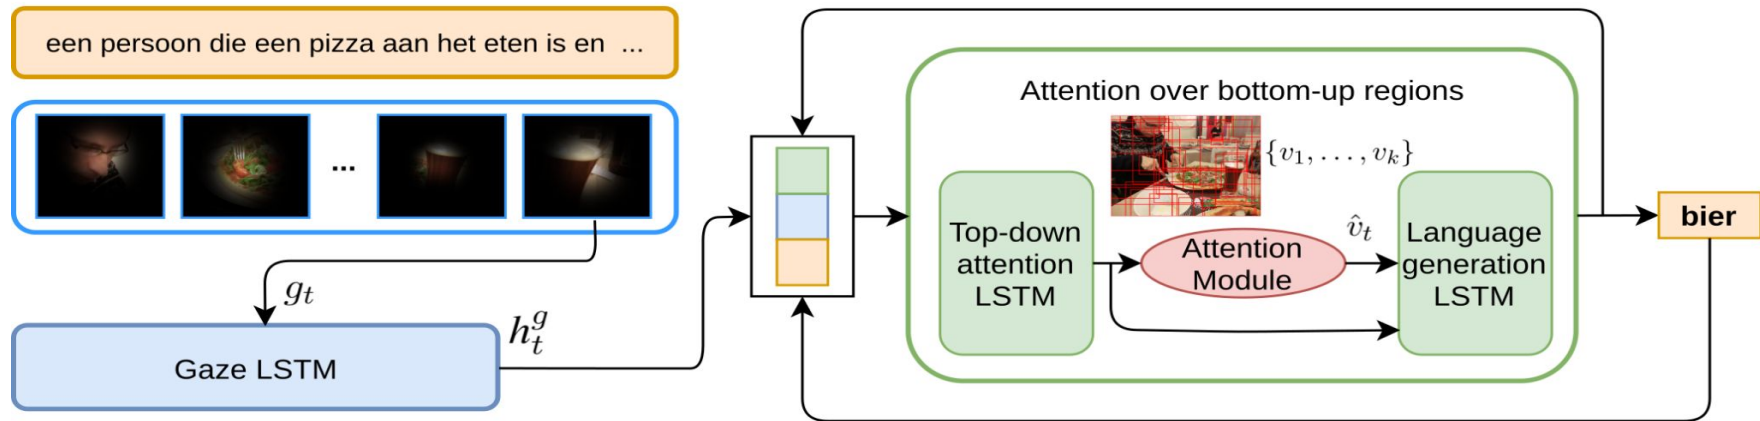 een persoon die een pizza aan het eten is en ...
...
g_t
Gaze LSTM
h_t^g
Attention over bottom-up regions
{v_1, . . . , v_k}
Top-down
attention
LSTM
Attention
Module
v̂_t
Language
generation
LSTM
bier